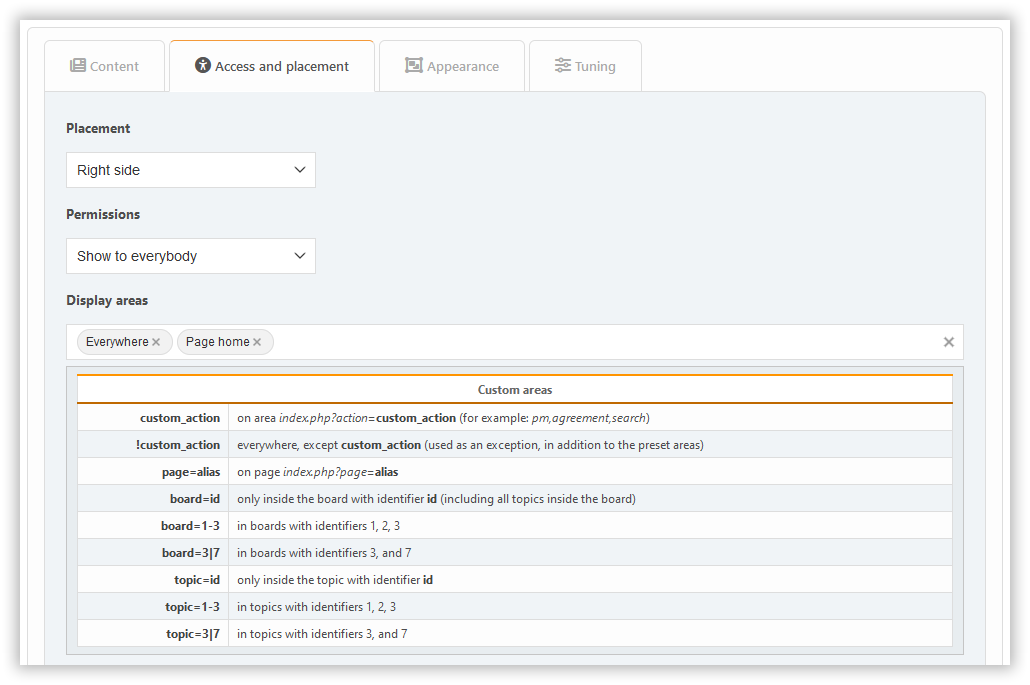 Content
Access and placement
Appearance
Tuning
Placement
Right side
Permissions
Show to everybody
Display areas
Everywhere × Page home × ×
Custom areas
custom_action on area index.php?action=custom_action (for example: pm,agreement,search)
!custom_action everywhere, except custom_action (used as an exception, in addition to the preset areas)
page=alias on page index.php?page=alias
board=id only inside the board with identifier id (including all topics inside the board)
board=1-3 in boards with identifiers 1, 2, 3
board=3|7 in boards with identifiers 3, and 7
topic=id only inside the topic with identifier id
topic=1-3 in topics with identifiers 1, 2, 3
topic=3|7 in topics with identifiers 3, and 7